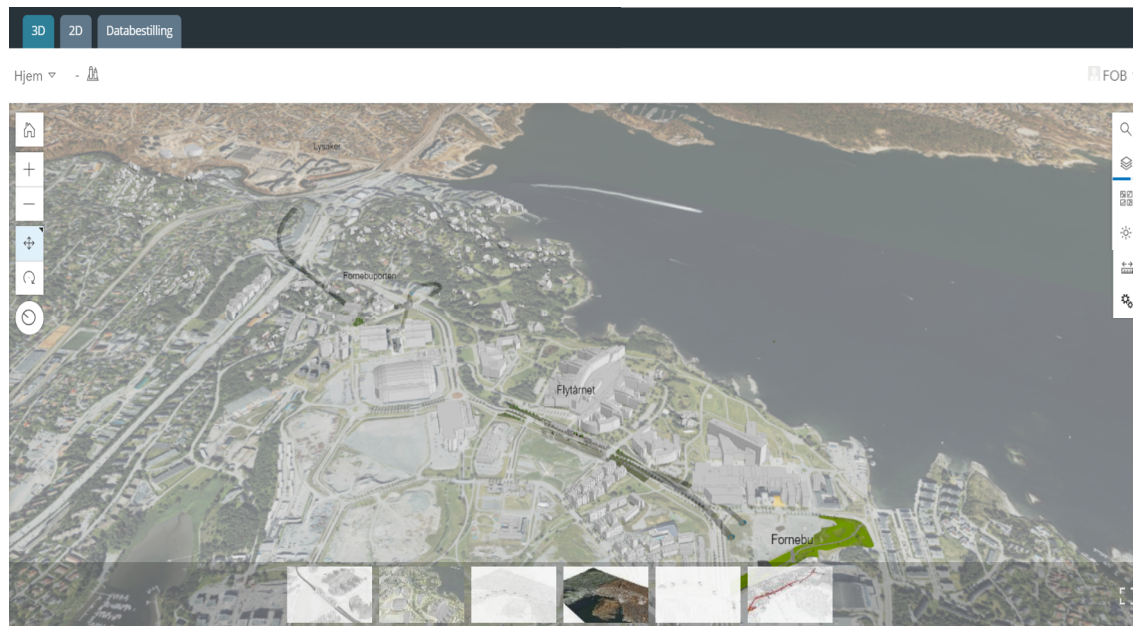 3D 2D Databestilling
Hjem -
FOB
Lysaker
Fornebuporten
Flytårnet
Fornebu